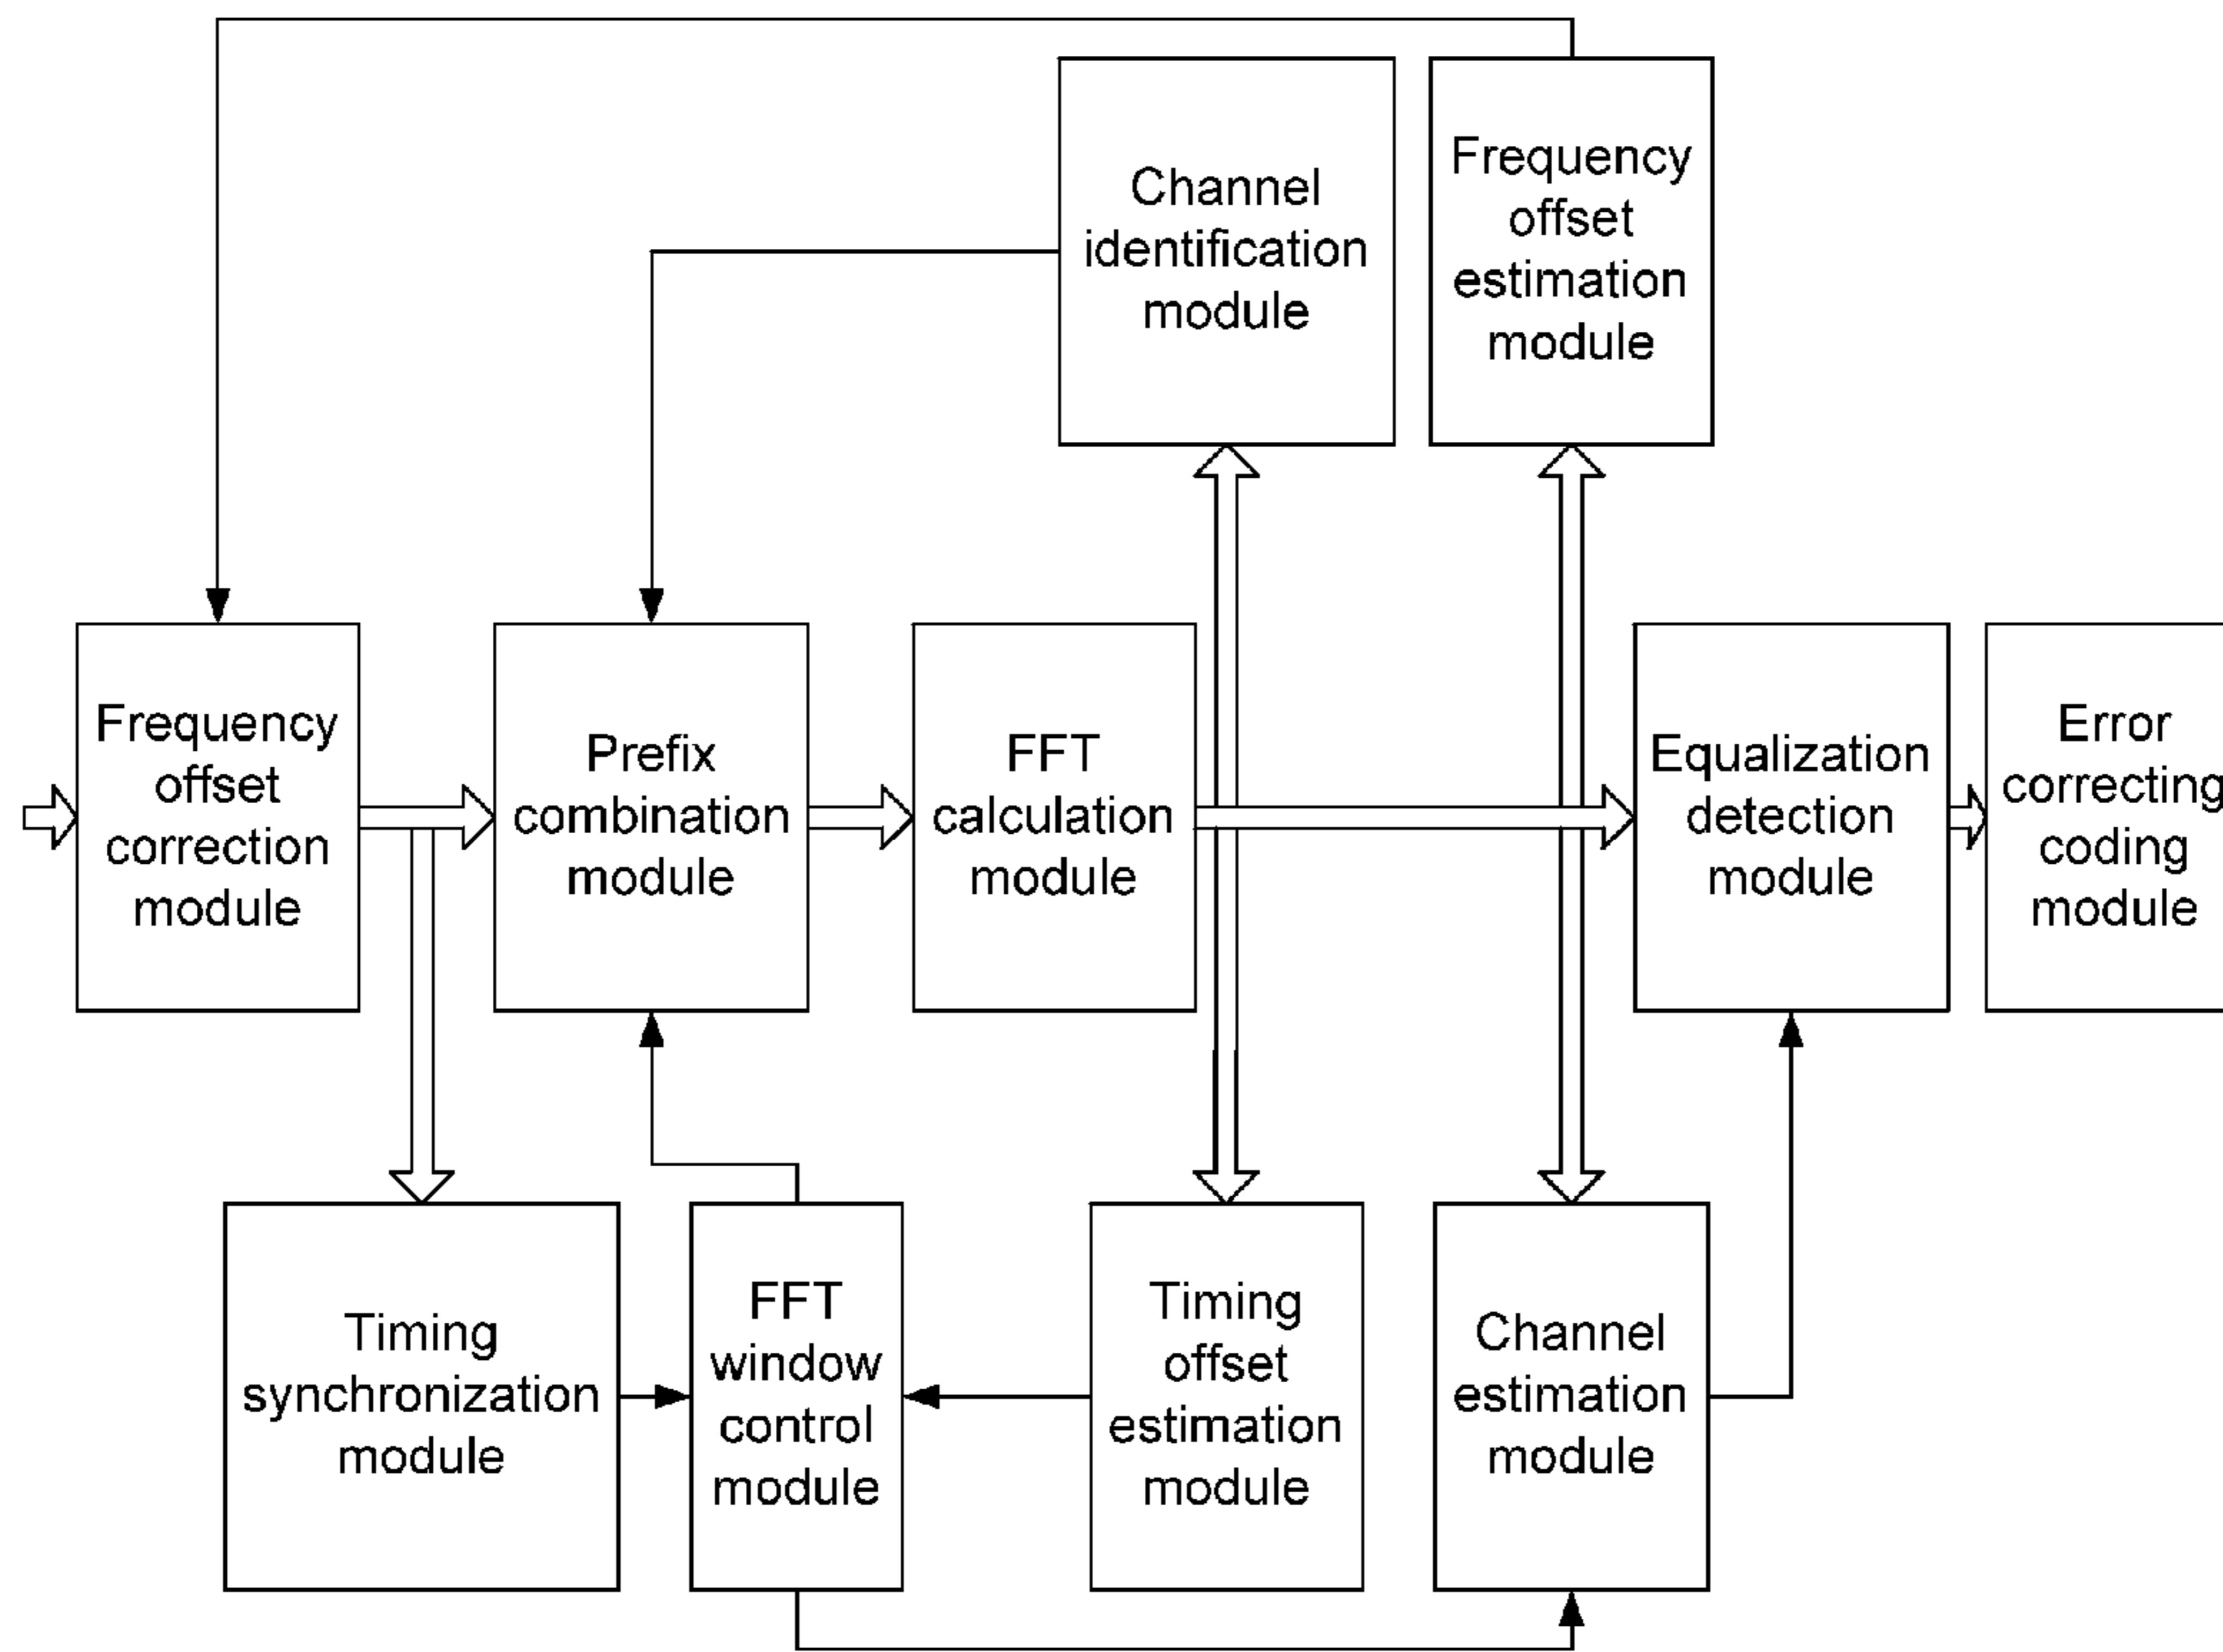 Channel
identification
module
Frequency
offset
estimation
module
Frequency
offset
correction
module
Prefix
combination
module
FFT
calculation
module
Equalization
detection
module
Error
correcting
coding
module
Timing
synchronization
module
FFT
window
control
module
Timing
offset
estimation
module
Channel
estimation
module